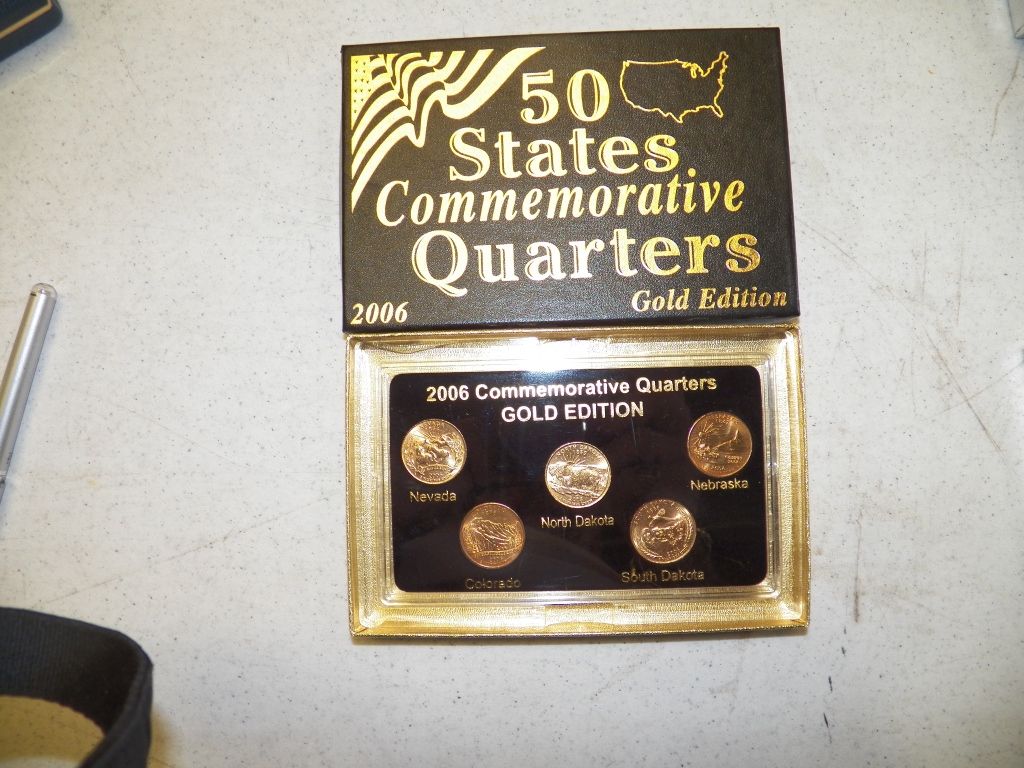 50
States
Commemorative
Quarters
2006 Gold Edition
2006 Commemorative Quarters
GOLD EDITION
Nevada
North Dakota
Nebraska
Colorado
South Dakota